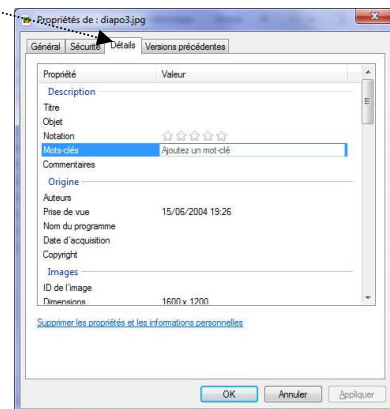 Propriétés de : diapo3.jpg
Général Sécurité Détails Versions précédentes
Propriété Valeur
Description
Titre
Objet
Notation
Mots-clés Ajoutez un mot-clé
Commentaires
Origine
Auteurs
Prise de vue 15/06/2004 19:26
Nom du programme
Date d'acquisition
Copyright
Images
ID de l'image
Dimensions 1600 x 1200
Supprimer les propriétés et les informations personnelles
OK Annuler Appliquer